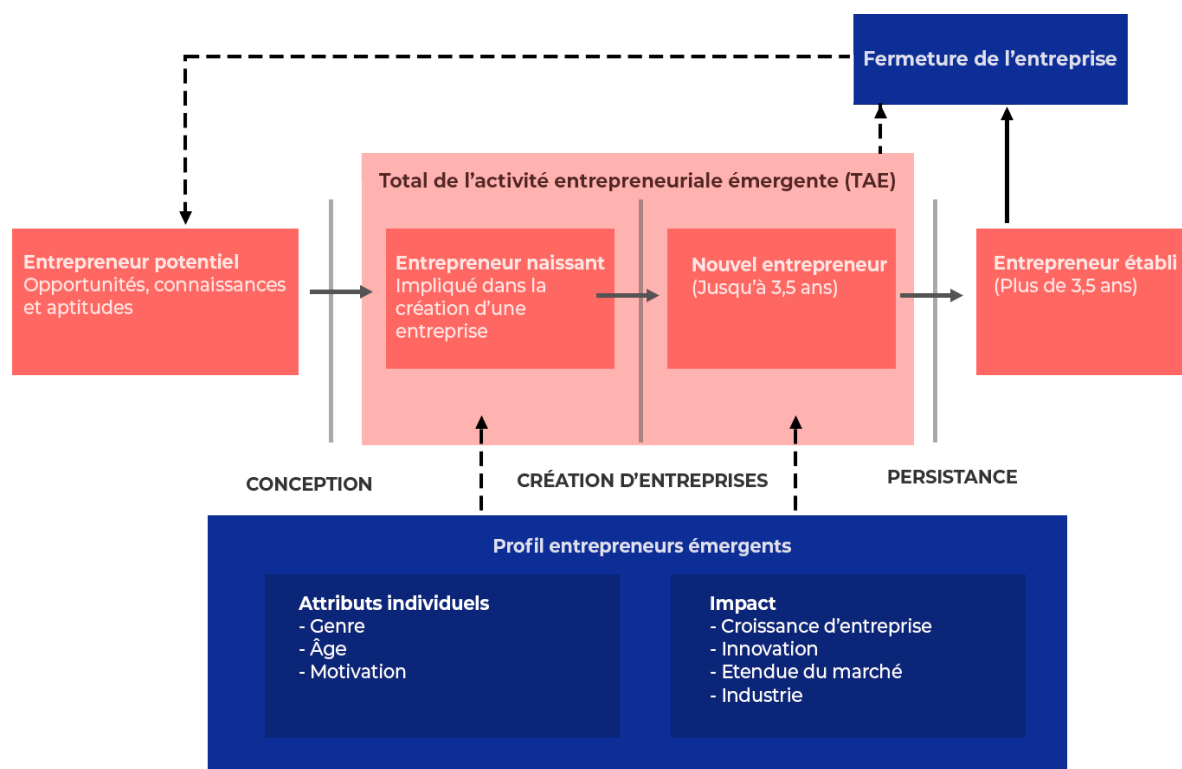 Fermeture de l'entreprise
Total de l'activité entrepreneuriale émergente (TAE)
Entrepreneur potentiel
Opportunités, connaissances
et aptitudes
Entrepreneur naissant
Impliqué dans la
création d'une
entreprise
Nouvel entrepreneur
(Jusqu'à 3,5 ans)
Entrepreneur établi
(Plus de 3,5 ans)
CONCEPTION
CRÉATION D'ENTREPRISES
PERSISTANCE
Profil entrepreneurs émergents
Attributs individuels
- Genre
- Âge
- Motivation
Impact
- Croissance d'entreprise
- Innovation
- Etendue du marché
- Industrie